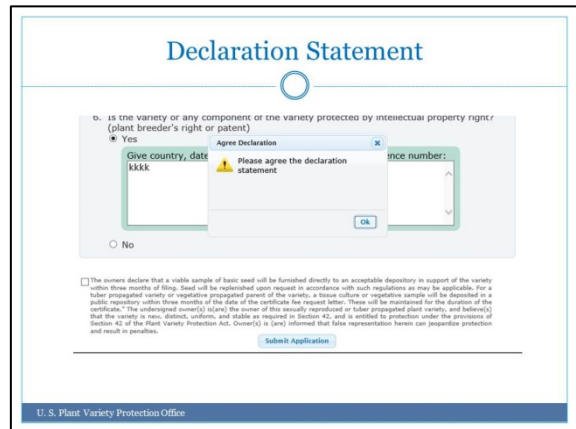 Declaration Statement
6. Is the variety or any component of the variety protected by intellectual property right?
(plant breeder's right or patent)
Yes
Agree Declaration
Give country, date
ence number:
kkkk
Please agree the declaration
statement
Ok
No
The owners declare that a viable sample of basic seed will be furnished directly to an acceptable depository in support of the variety
within three months of filing. Seed will be replenished upon request in accordance with such regulations as may be applicable. For a
tuber propagated variety or vegetative propagated parent of the variety, a tissue culture or vegetative sample will be deposited in a
public repository within three months of the date of the certificate fee request letter. These will be maintained for the duration of the
certificate." The undersigned owner(s) is(are) the owner of this sexually reproduced or tuber propagated plant variety, and believe(s)
that the variety is new, distinct, uniform, and stable as required in Section 42, and is entitled to protection under the provisions of
Section 42 of the Plant Variety Protection Act. Owner(s) is (are) informed that false representation herein can jeopardize protection
and result in penalties.
Submit Application
U. S. Plant Variety Protection Office